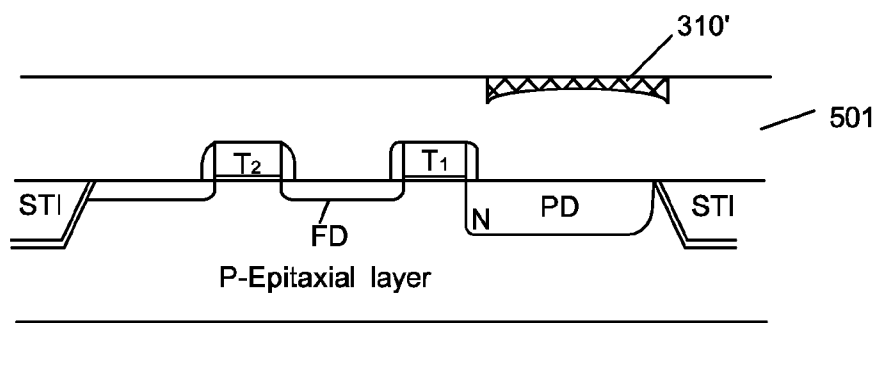 310'
501
T2
T1
STI
FD
N
PD
STI
P-Epitaxial layer